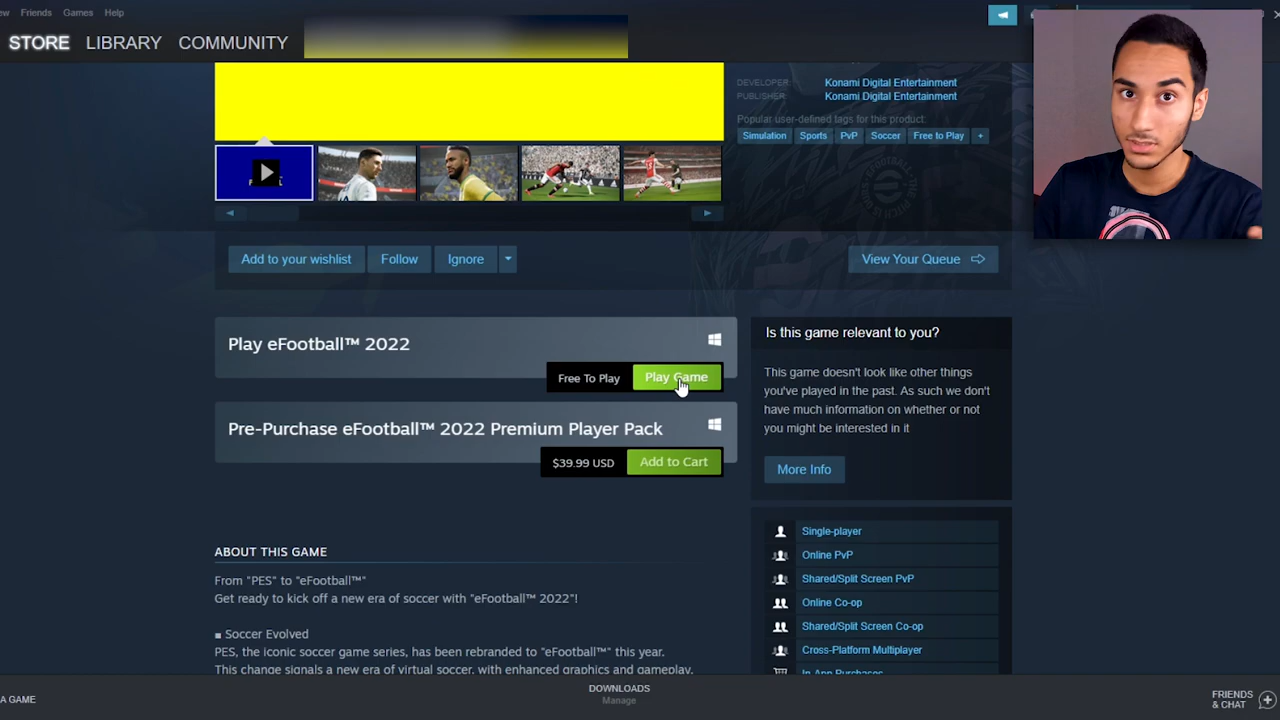 ew Friends Games Help
STORE LIBRARY COMMUNITY
DEVELOPER: Konami Digital Entertainment
PUBLISHER: Konami Digital Entertainment
Popular user-defined tags for this product:
Simulation Sports PvP Soccer Free to Play +
Add to your wishlist Follow Ignore View Your Queue
Play eFootball™ 2022
Free To Play Play Game
Pre-Purchase eFootball™ 2022 Premium Player Pack
$39.99 USD Add to Cart
Is this game relevant to you?
This game doesn't look like other things
you've played in the past. As such we don't
have much information on whether or not
you might be interested in it
More Info
ABOUT THIS GAME
From "PES" to "eFootball™"
Get ready to kick off a new era of soccer with "eFootball™ 2022"!
■ Soccer Evolved
PES, the iconic soccer game series, has been rebranded to "eFootball™" this year.
This change signals a new era of virtual soccer, with enhanced graphics and gameplay.
Single-player
Online PvP
Shared/Split Screen PvP
Online Co-op
Shared/Split Screen Co-op
Cross-Platform Multiplayer
In-App Purchases
A GAME
DOWNLOADS
Manage
FRIENDS
& CHAT